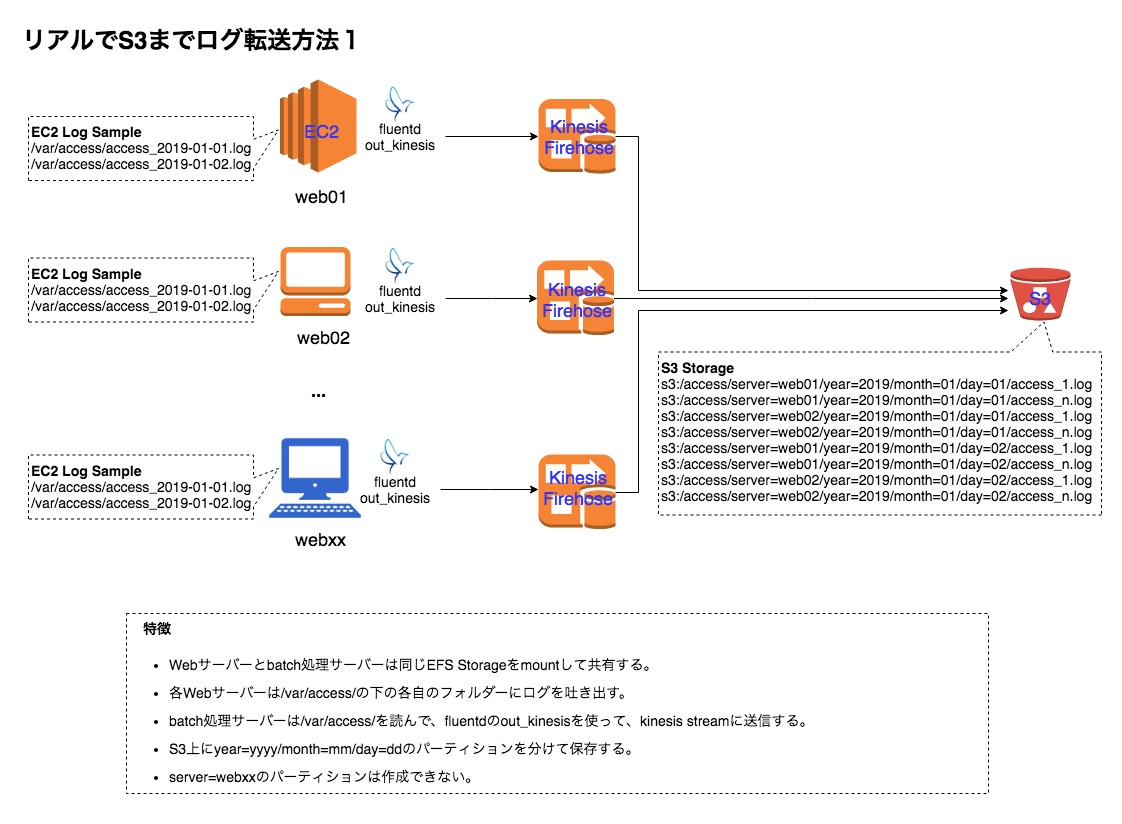 リアルでS3までログ転送方法１
EC2 Log Sample
/var/access/access_2019-01-01.log
/var/access/access_2019-01-02.log
EC2
web01
fluentd
out_kinesis
Kinesis
Firehose
EC2 Log Sample
/var/access/access_2019-01-01.log
/var/access/access_2019-01-02.log
web02
fluentd
out_kinesis
Kinesis
Firehose
S3
...
EC2 Log Sample
/var/access/access_2019-01-01.log
/var/access/access_2019-01-02.log
webxx
fluentd
out_kinesis
Kinesis
Firehose
S3 Storage
s3:/access/server=web01/year=2019/month=01/day=01/access_1.log
s3:/access/server=web01/year=2019/month=01/day=01/access_n.log
s3:/access/server=web02/year=2019/month=01/day=01/access_1.log
s3:/access/server=web02/year=2019/month=01/day=01/access_n.log
s3:/access/server=web01/year=2019/month=01/day=02/access_1.log
s3:/access/server=web01/year=2019/month=01/day=02/access_n.log
s3:/access/server=web02/year=2019/month=01/day=02/access_1.log
s3:/access/server=web02/year=2019/month=01/day=02/access_n.log
特徴
• Webサーバーとbatch処理サーバーは同じEFS Storageをmountして共有する。
• 各Webサーバーは/var/access/の下の各自のフォルダーにログを吐き出す。
• batch処理サーバーは/var/access/を読んで、fluentdのout_kinesisを使って、kinesis streamに送信する。
• S3上にyear=yyyy/month=mm/day=ddのパーティションを分けて保存する。
• server=webxxのパーティションは作成できない。